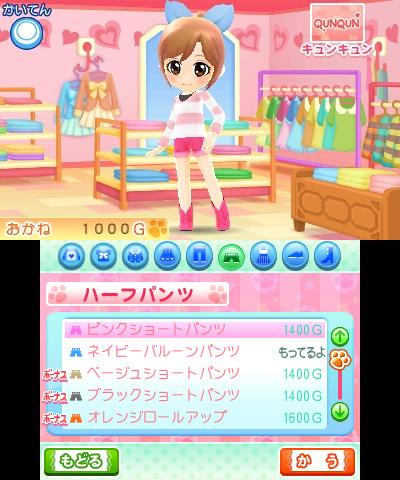 かいてん
QUNQUN
キュンキュン
おかね 1000G
ハーフパンツ
ピンクショートパンツ 1400G
ネイビーバルーンパンツ もってるよ
ボーナス ベージュショートパンツ 1400G
ボーナス ブラックショートパンツ 1400G
ボーナス オレンジロールアップ 1600G
もどる かう